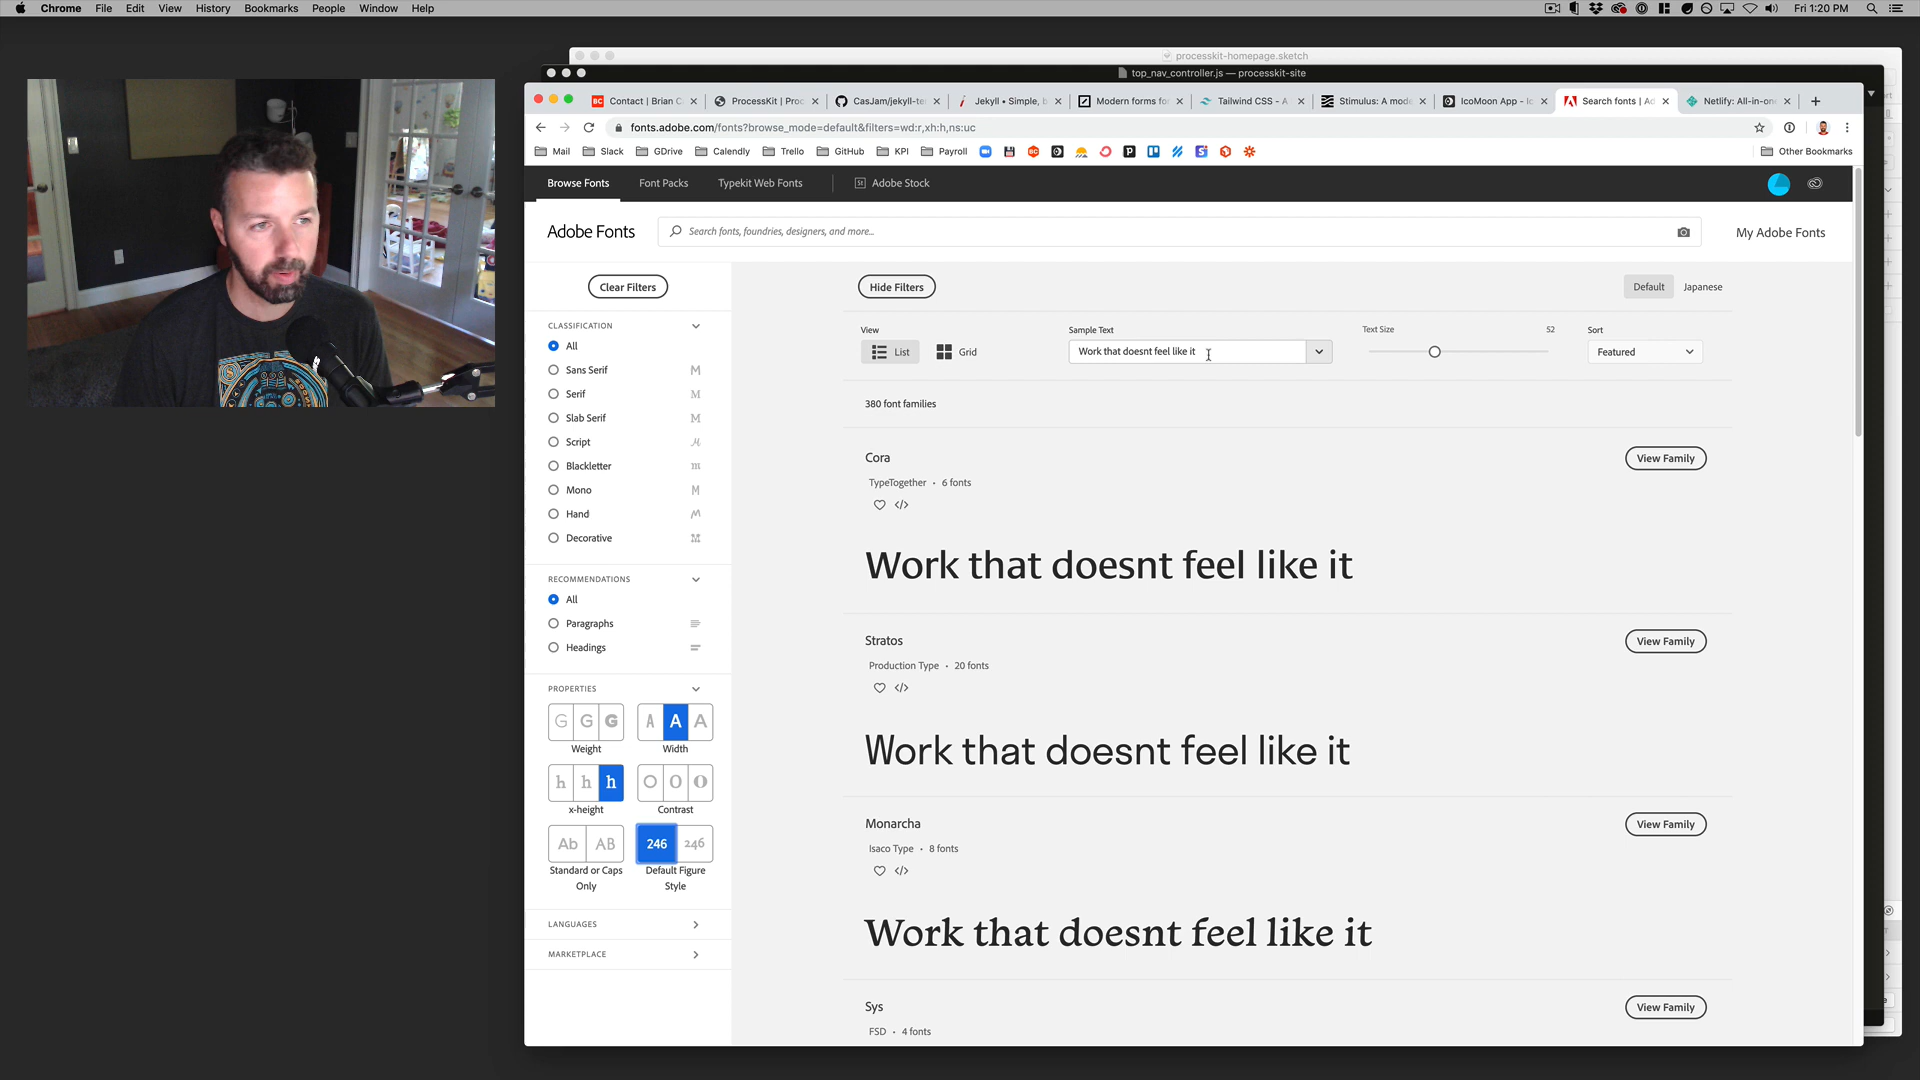 Chrome File Edit View History Bookmarks People Window Help
Fri 1:20 PM
processkit-homepage.sketch
top_nav_controller.js — processkit-site
Contact | Brian C
ProcessKit | Proc
CasJam/jekyll-te
Jekyll • Simple, b
Modern forms fo
Tailwind CSS - A
Stimulus: A mode
IcoMoon App - Ic
Search fonts | Ad
Netlify: All-in-on
fonts.adobe.com/fonts?browse_mode=default&filters=wd:r,xh:h,ns:uc
Mail Slack GDrive Calendly Trello GitHub KPI Payroll Other Bookmarks
Browse Fonts Font Packs Typekit Web Fonts St Adobe Stock
Adobe Fonts
Search fonts, foundries, designers, and more...
My Adobe Fonts
Clear Filters
Hide Filters
Default Japanese
CLASSIFICATION
All
Sans Serif M
Serif M
Slab Serif M
Script M
Blackletter m
Mono M
Hand M
Decorative M
RECOMMENDATIONS
All
Paragraphs
Headings
PROPERTIES
G G G
Weight
A A A
Width
h h h
x-height
O O O
Contrast
Ab AB
Standard or Caps
Only
246 246
Default Figure
Style
LANGUAGES
MARKETPLACE
View
List Grid
Sample Text
Work that doesnt feel like it
Text Size 52
Sort
Featured
380 font families
Cora
TypeTogether • 6 fonts
View Family
Work that doesnt feel like it
Stratos
Production Type • 20 fonts
View Family
Work that doesnt feel like it
Monarcha
Isaco Type • 8 fonts
View Family
Work that doesnt feel like it
Sys
FSD • 4 fonts
View Family